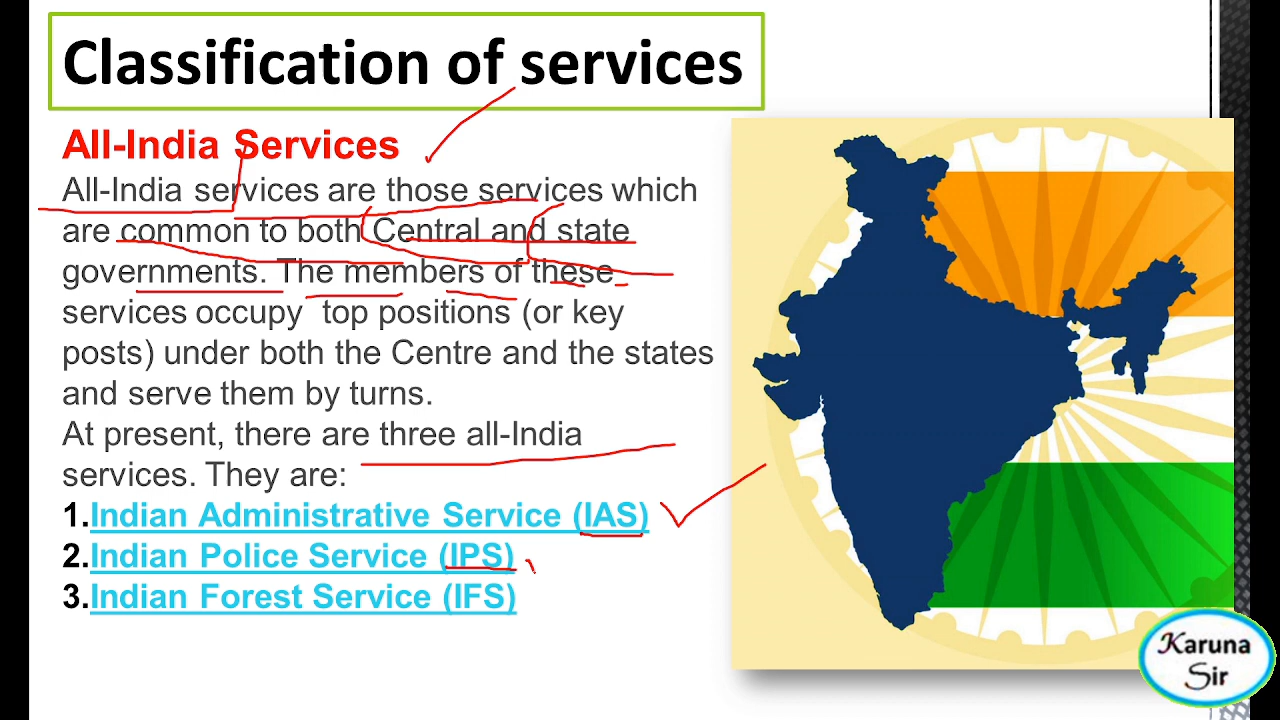 Classification of services
All-India Services
All-India services are those services which
are common to both Central and state
governments. The members of these
services occupy top positions (or key
posts) under both the Centre and the states
and serve them by turns.
At present, there are three all-India
services. They are:
1.Indian Administrative Service (IAS)
2.Indian Police Service (IPS)
3.Indian Forest Service (IFS)
Karuna
Sir